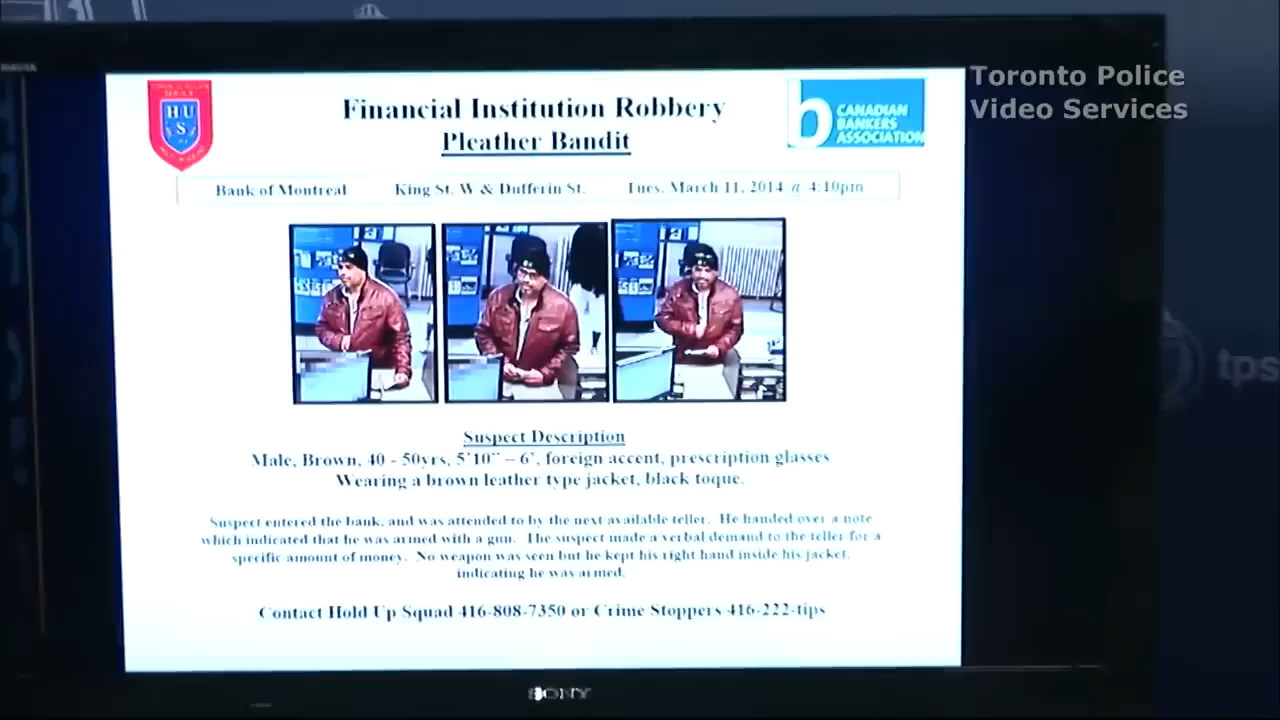 Toronto Police
Video Services
Financial Institution Robbery
Pleather Bandit
HUS
b CANADIAN
BANKERS
ASSOCIATION
Bank of Montreal King St. W & Dufferin St. Tues. March 11, 2014 @ 4:10pm
Suspect Description
Male, Brown, 40 - 50yrs, 5'10" – 6', foreign accent, prescription glasses
Wearing a brown leather type jacket, black toque.
Suspect entered the bank, and was attended to by the next available teller. He handed over a note
which indicated that he was armed with a gun. The suspect made a verbal demand to the teller for a
specific amount of money. No weapon was seen but he kept his right hand inside his jacket,
indicating he was armed.
Contact Hold Up Squad 416-808-7350 or Crime Stoppers 416-222-tips
tps
SONY